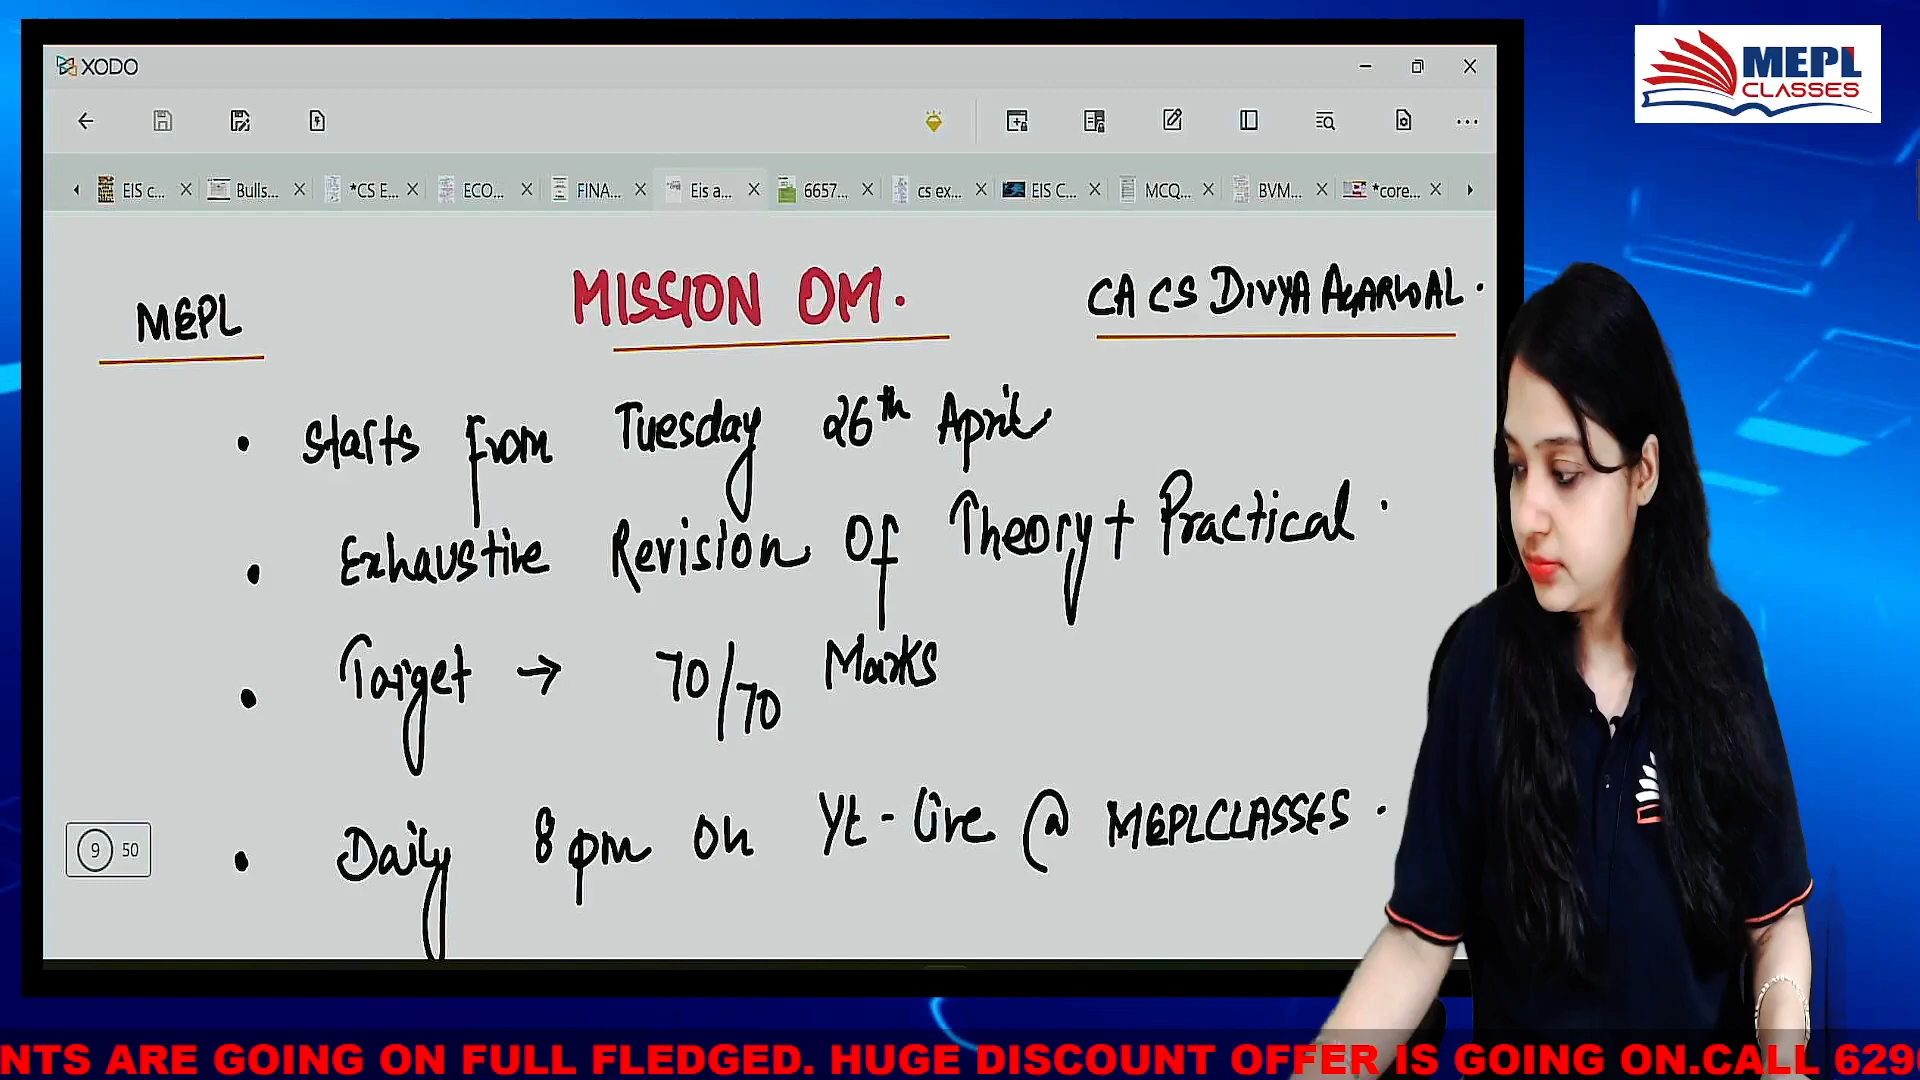 MEPL
CLASSES
XODO
EIS c...
Bulls...
*CS E...
ECO...
FINA...
Eis a...
6657...
cs ex...
EIS C...
MCQ...
BVM...
*core...
MEPL
MISSION OM.
CA CS DIVYA AGARWAL.
• Starts from Tuesday 26th April
• Exhaustive Revision Of Theory + Practical.
• Target → 70/70 Marks
• Daily 8 pm on Yt - live @ MEPLCLASSES.
9 50
NTS ARE GOING ON FULL FLEDGED. HUGE DISCOUNT OFFER IS GOING ON.CALL 629